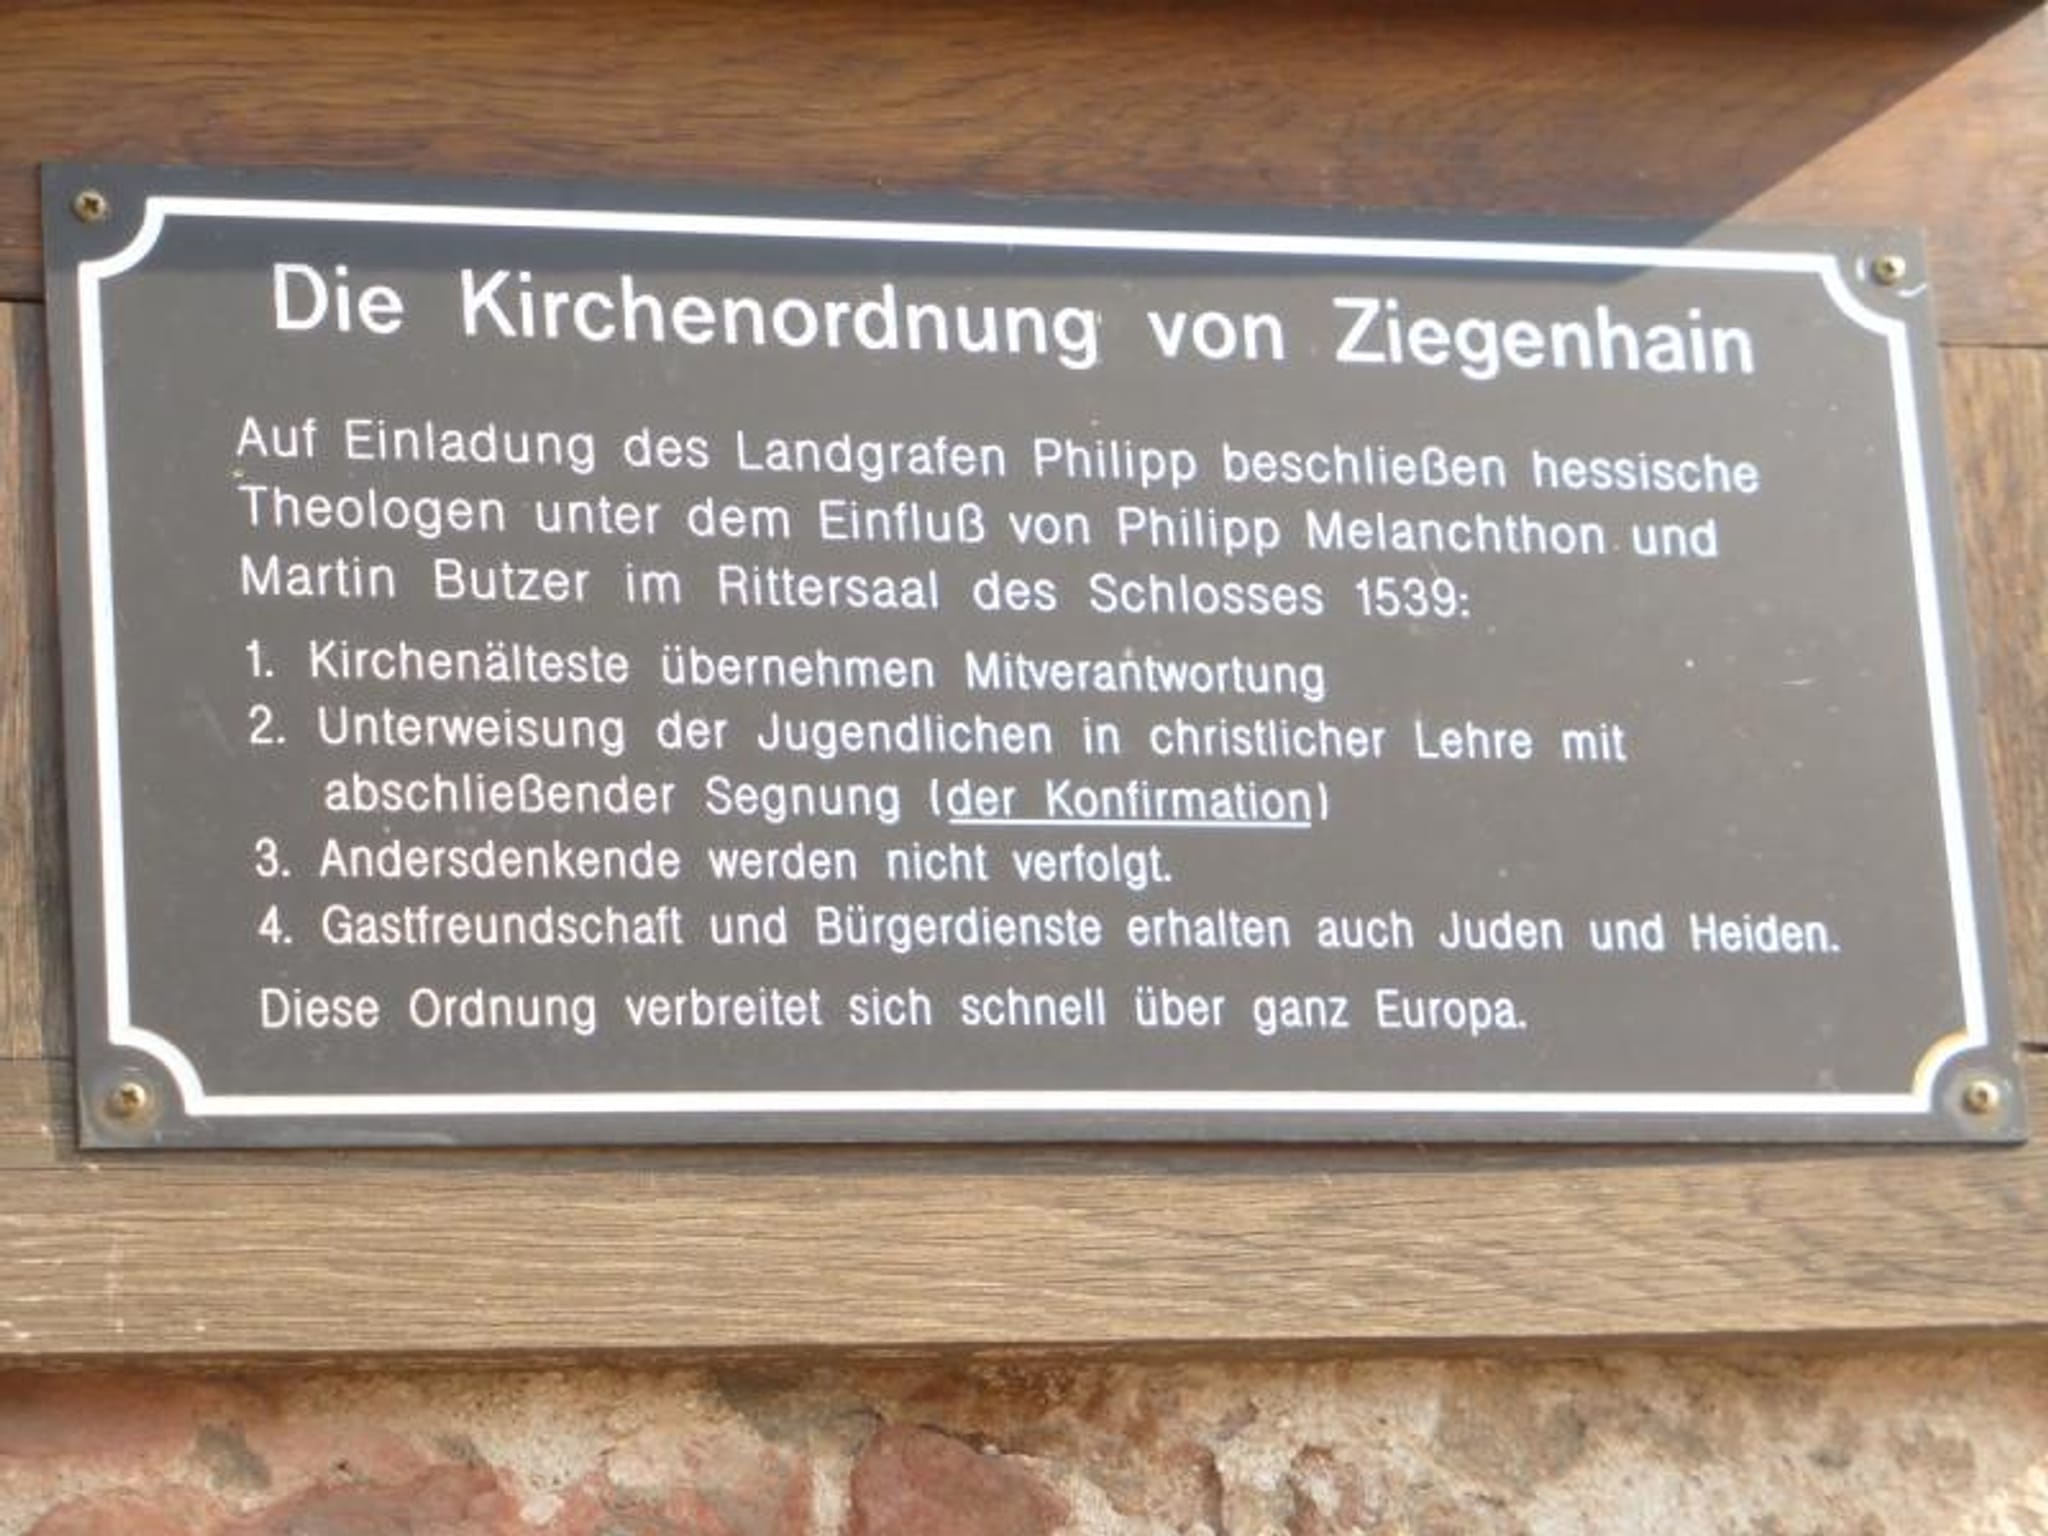 Die Kirchenordnung von Ziegenhain
Auf Einladung des Landgrafen Philipp beschließen hessische
Theologen unter dem Einfluß von Philipp Melanchthon und
Martin Butzer im Rittersaal des Schlosses 1539:
1. Kirchenälteste übernehmen Mitverantwortung
2. Unterweisung der Jugendlichen in christlicher Lehre mit
abschließender Segnung (der Konfirmation)
3. Andersdenkende werden nicht verfolgt.
4. Gastfreundschaft und Bürgerdienste erhalten auch Juden und Heiden.
Diese Ordnung verbreitet sich schnell über ganz Europa.